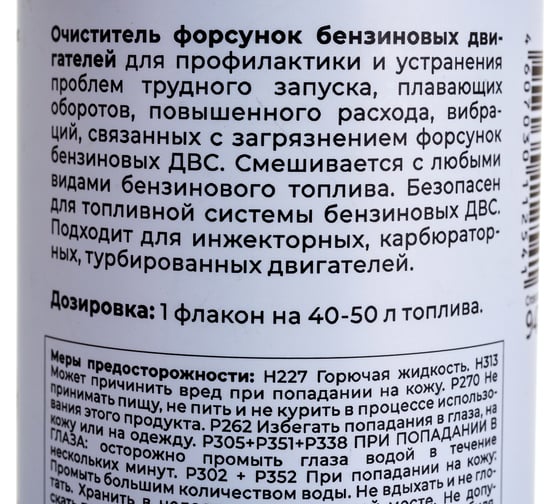 Очиститель форсунок бензиновых дви-
гателей для профилактики и устранения
проблем трудного запуска, плавающих
оборотов, повышенного расхода, вибра-
ций, связанных с загрязнением форсунок
бензиновых ДВС. Смешивается с любыми
видами бензинового топлива. Безопасен
для топливной системы бензиновых ДВС.
Подходит для инжекторных, карбюратор-
ных, турбированных двигателей.
Дозировка: 1 флакон на 40-50 л топлива.
Меры предосторожности: H227 Горючая жидкость. H313
Может причинить вред при попадании на кожу. P270 Не
принимать пищу, не пить и не курить в процессе использо-
вания этого продукта. P262 Избегать попадания в глаза, на
кожу или на одежду. P305+P351+P338 ПРИ ПОПАДАНИИ В
ГЛАЗА: осторожно промыть глаза водой в течение
нескольких минут. P302 + P352 При попадании на кожу:
Промыть большим количеством воды. Не вдыхать и не гло-
тать. Хранить в